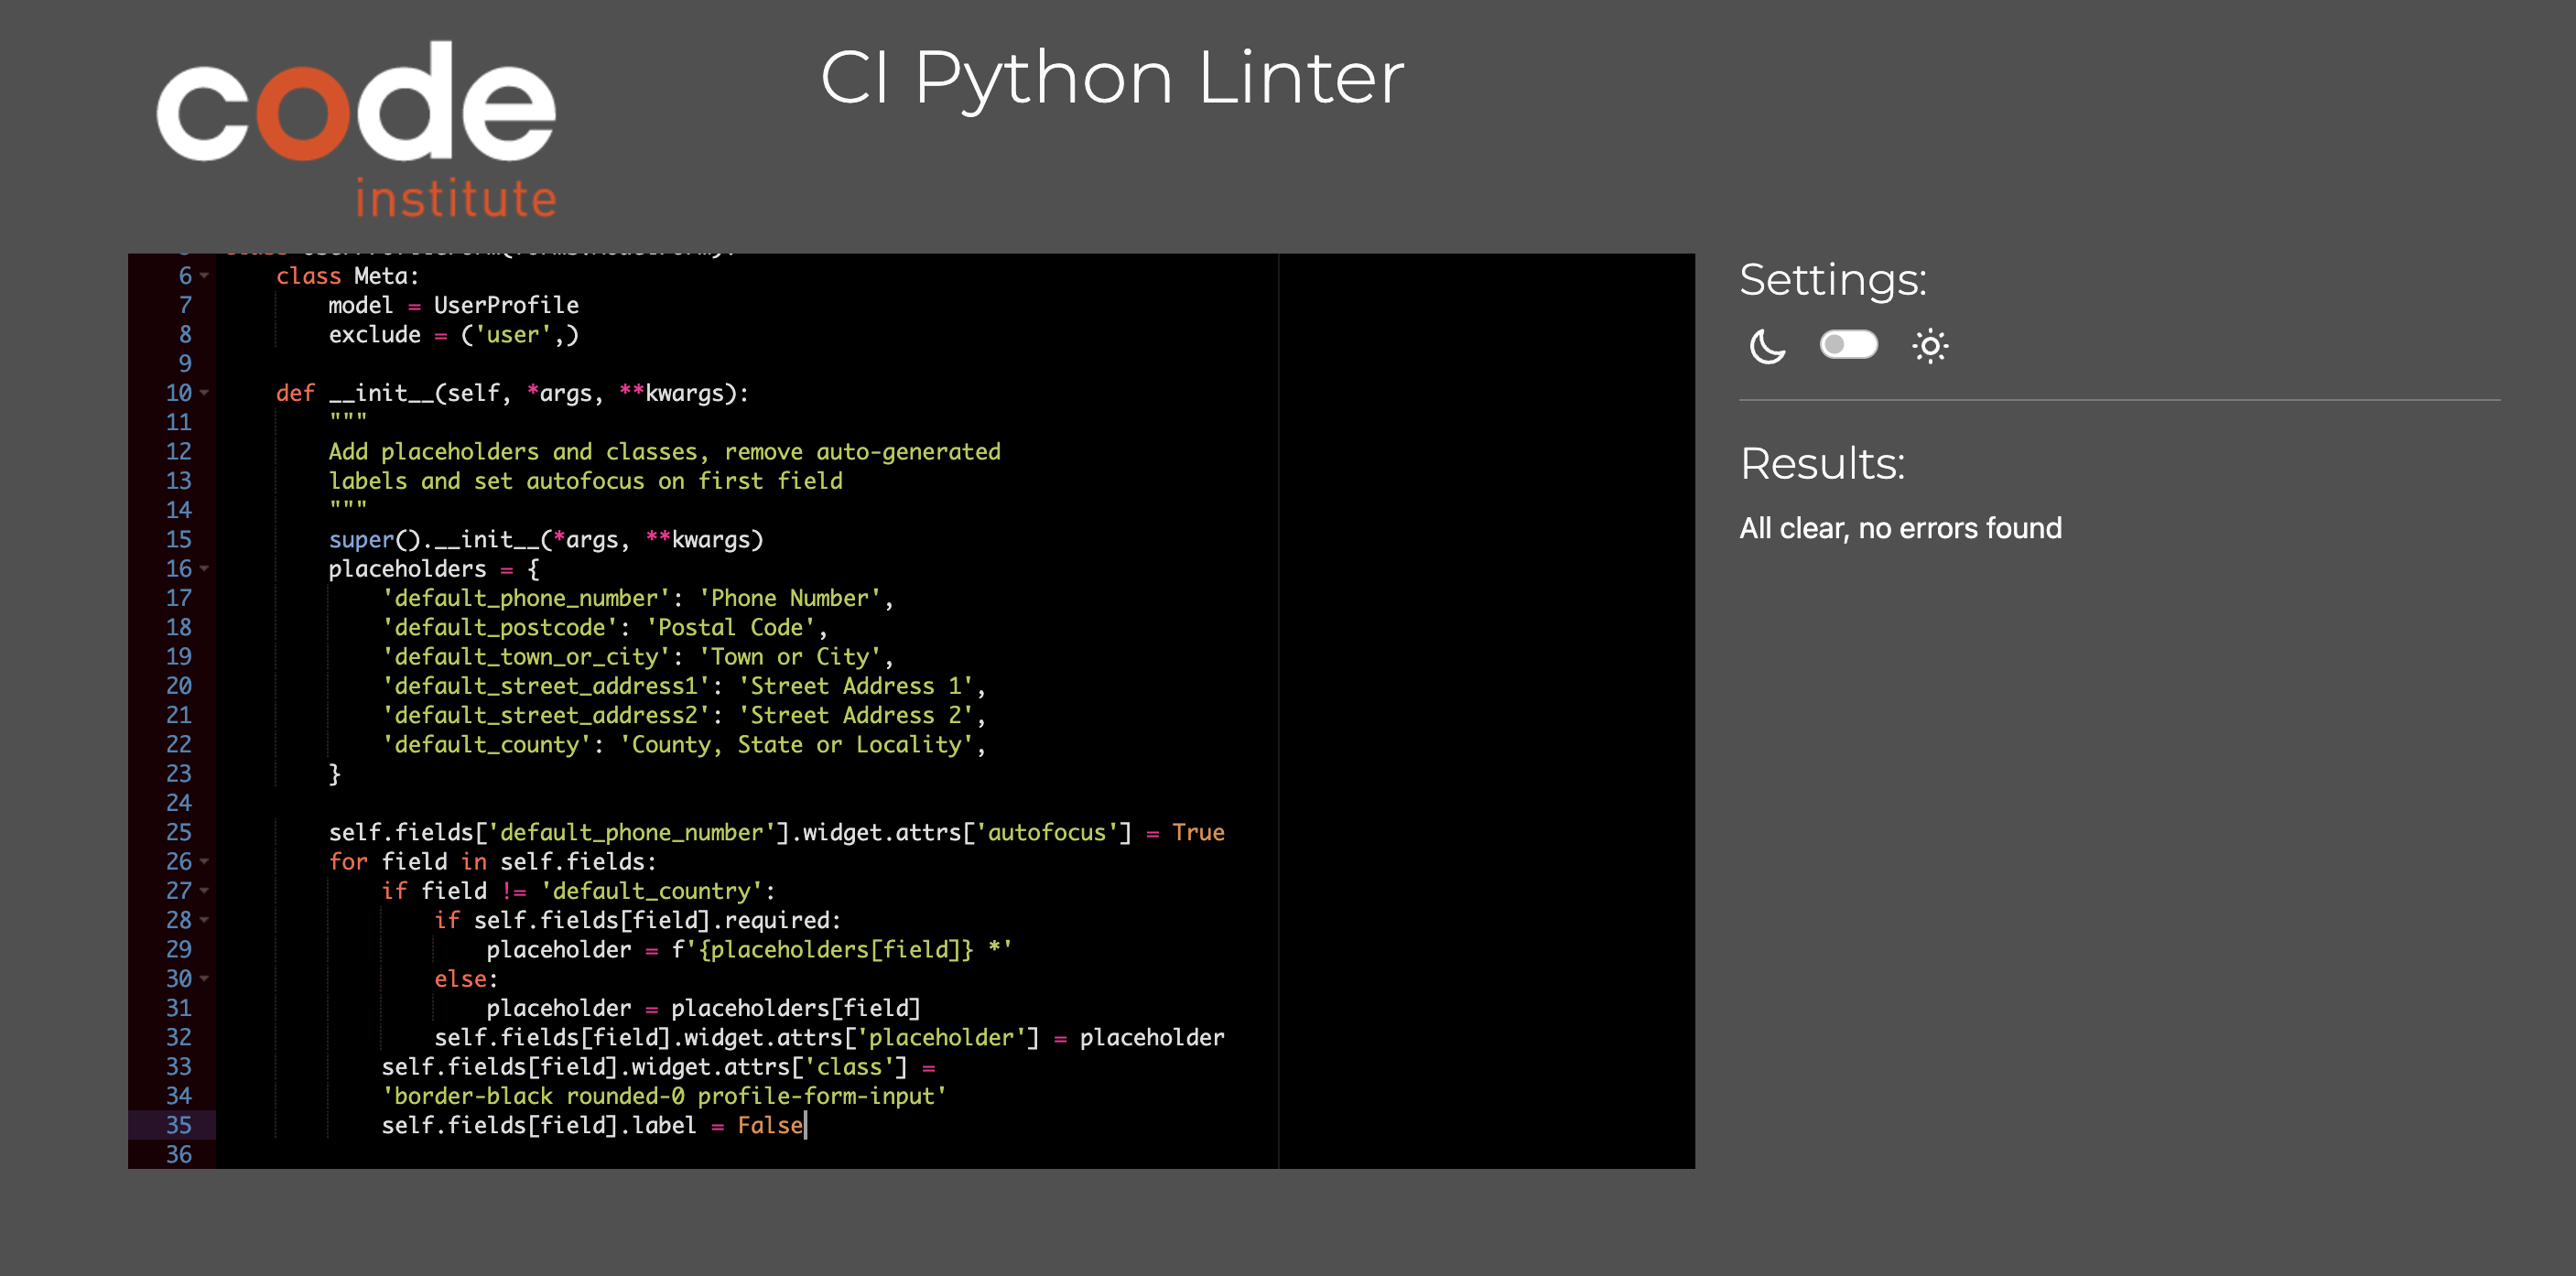 code
institute
CI Python Linter
6 class Meta:
7 model = UserProfile
8 exclude = ('user',)
9
10 def __init__(self, *args, **kwargs):
11 """
12 Add placeholders and classes, remove auto-generated
13 labels and set autofocus on first field
14 """
15 super().__init__(*args, **kwargs)
16 placeholders = {
17 'default_phone_number': 'Phone Number',
18 'default_postcode': 'Postal Code',
19 'default_town_or_city': 'Town or City',
20 'default_street_address1': 'Street Address 1',
21 'default_street_address2': 'Street Address 2',
22 'default_county': 'County, State or Locality',
23 }
24
25 self.fields['default_phone_number'].widget.attrs['autofocus'] = True
26 for field in self.fields:
27 if field != 'default_country':
28 if self.fields[field].required:
29 placeholder = f'{placeholders[field]} *'
30 else:
31 placeholder = placeholders[field]
32 self.fields[field].widget.attrs['placeholder'] = placeholder
33 self.fields[field].widget.attrs['class'] =
34 'border-black rounded-0 profile-form-input'
35 self.fields[field].label = False
36
Settings:
Results:
All clear, no errors found